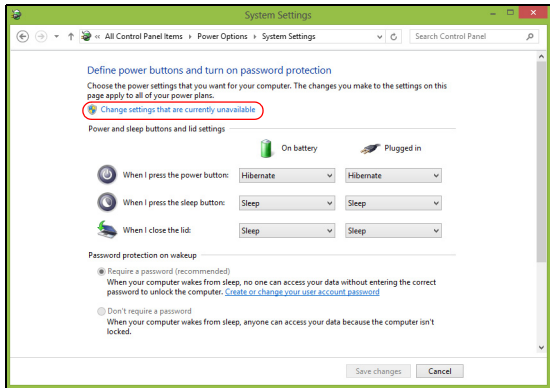 System Settings
« All Control Panel Items › Power Options › System Settings
Search Control Panel
Define power buttons and turn on password protection
Choose the power settings that you want for your computer. The changes you make to the settings on this
page apply to all of your power plans.
Change settings that are currently unavailable
Power and sleep buttons and lid settings
On battery Plugged in
When I press the power button: Hibernate Hibernate
When I press the sleep button: Sleep Sleep
When I close the lid: Sleep Sleep
Password protection on wakeup
Require a password (recommended)
When your computer wakes from sleep, no one can access your data without entering the correct
password to unlock the computer. Create or change your user account password
Don't require a password
When your computer wakes from sleep, anyone can access your data because the computer isn't
locked.
Save changes Cancel